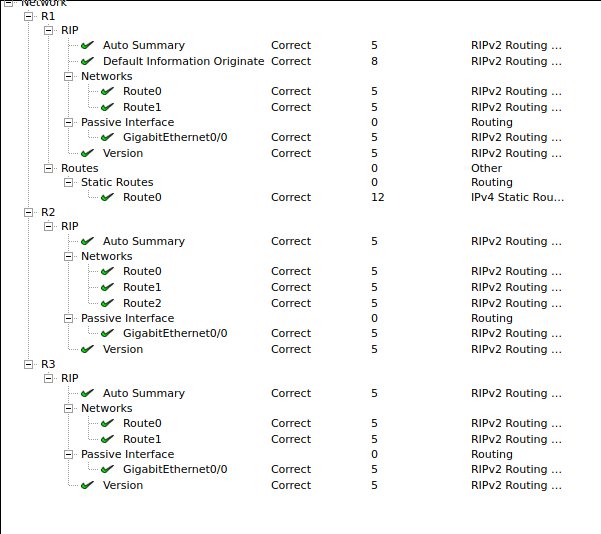 Network
R1
RIP
Auto Summary Correct 5 RIPv2 Routing ...
Default Information Originate Correct 8 RIPv2 Routing ...
Networks
Route0 Correct 5 RIPv2 Routing ...
Route1 Correct 5 RIPv2 Routing ...
Passive Interface 0 Routing
GigabitEthernet0/0 Correct 5 RIPv2 Routing ...
Version Correct 5 RIPv2 Routing ...
Routes 0 Other
Static Routes 0 Routing
Route0 Correct 12 IPv4 Static Rou...
R2
RIP
Auto Summary Correct 5 RIPv2 Routing ...
Networks
Route0 Correct 5 RIPv2 Routing ...
Route1 Correct 5 RIPv2 Routing ...
Route2 Correct 5 RIPv2 Routing ...
Passive Interface 0 Routing
GigabitEthernet0/0 Correct 5 RIPv2 Routing ...
Version Correct 5 RIPv2 Routing ...
R3
RIP
Auto Summary Correct 5 RIPv2 Routing ...
Networks
Route0 Correct 5 RIPv2 Routing ...
Route1 Correct 5 RIPv2 Routing ...
Passive Interface 0 Routing
GigabitEthernet0/0 Correct 5 RIPv2 Routing ...
Version Correct 5 RIPv2 Routing ...